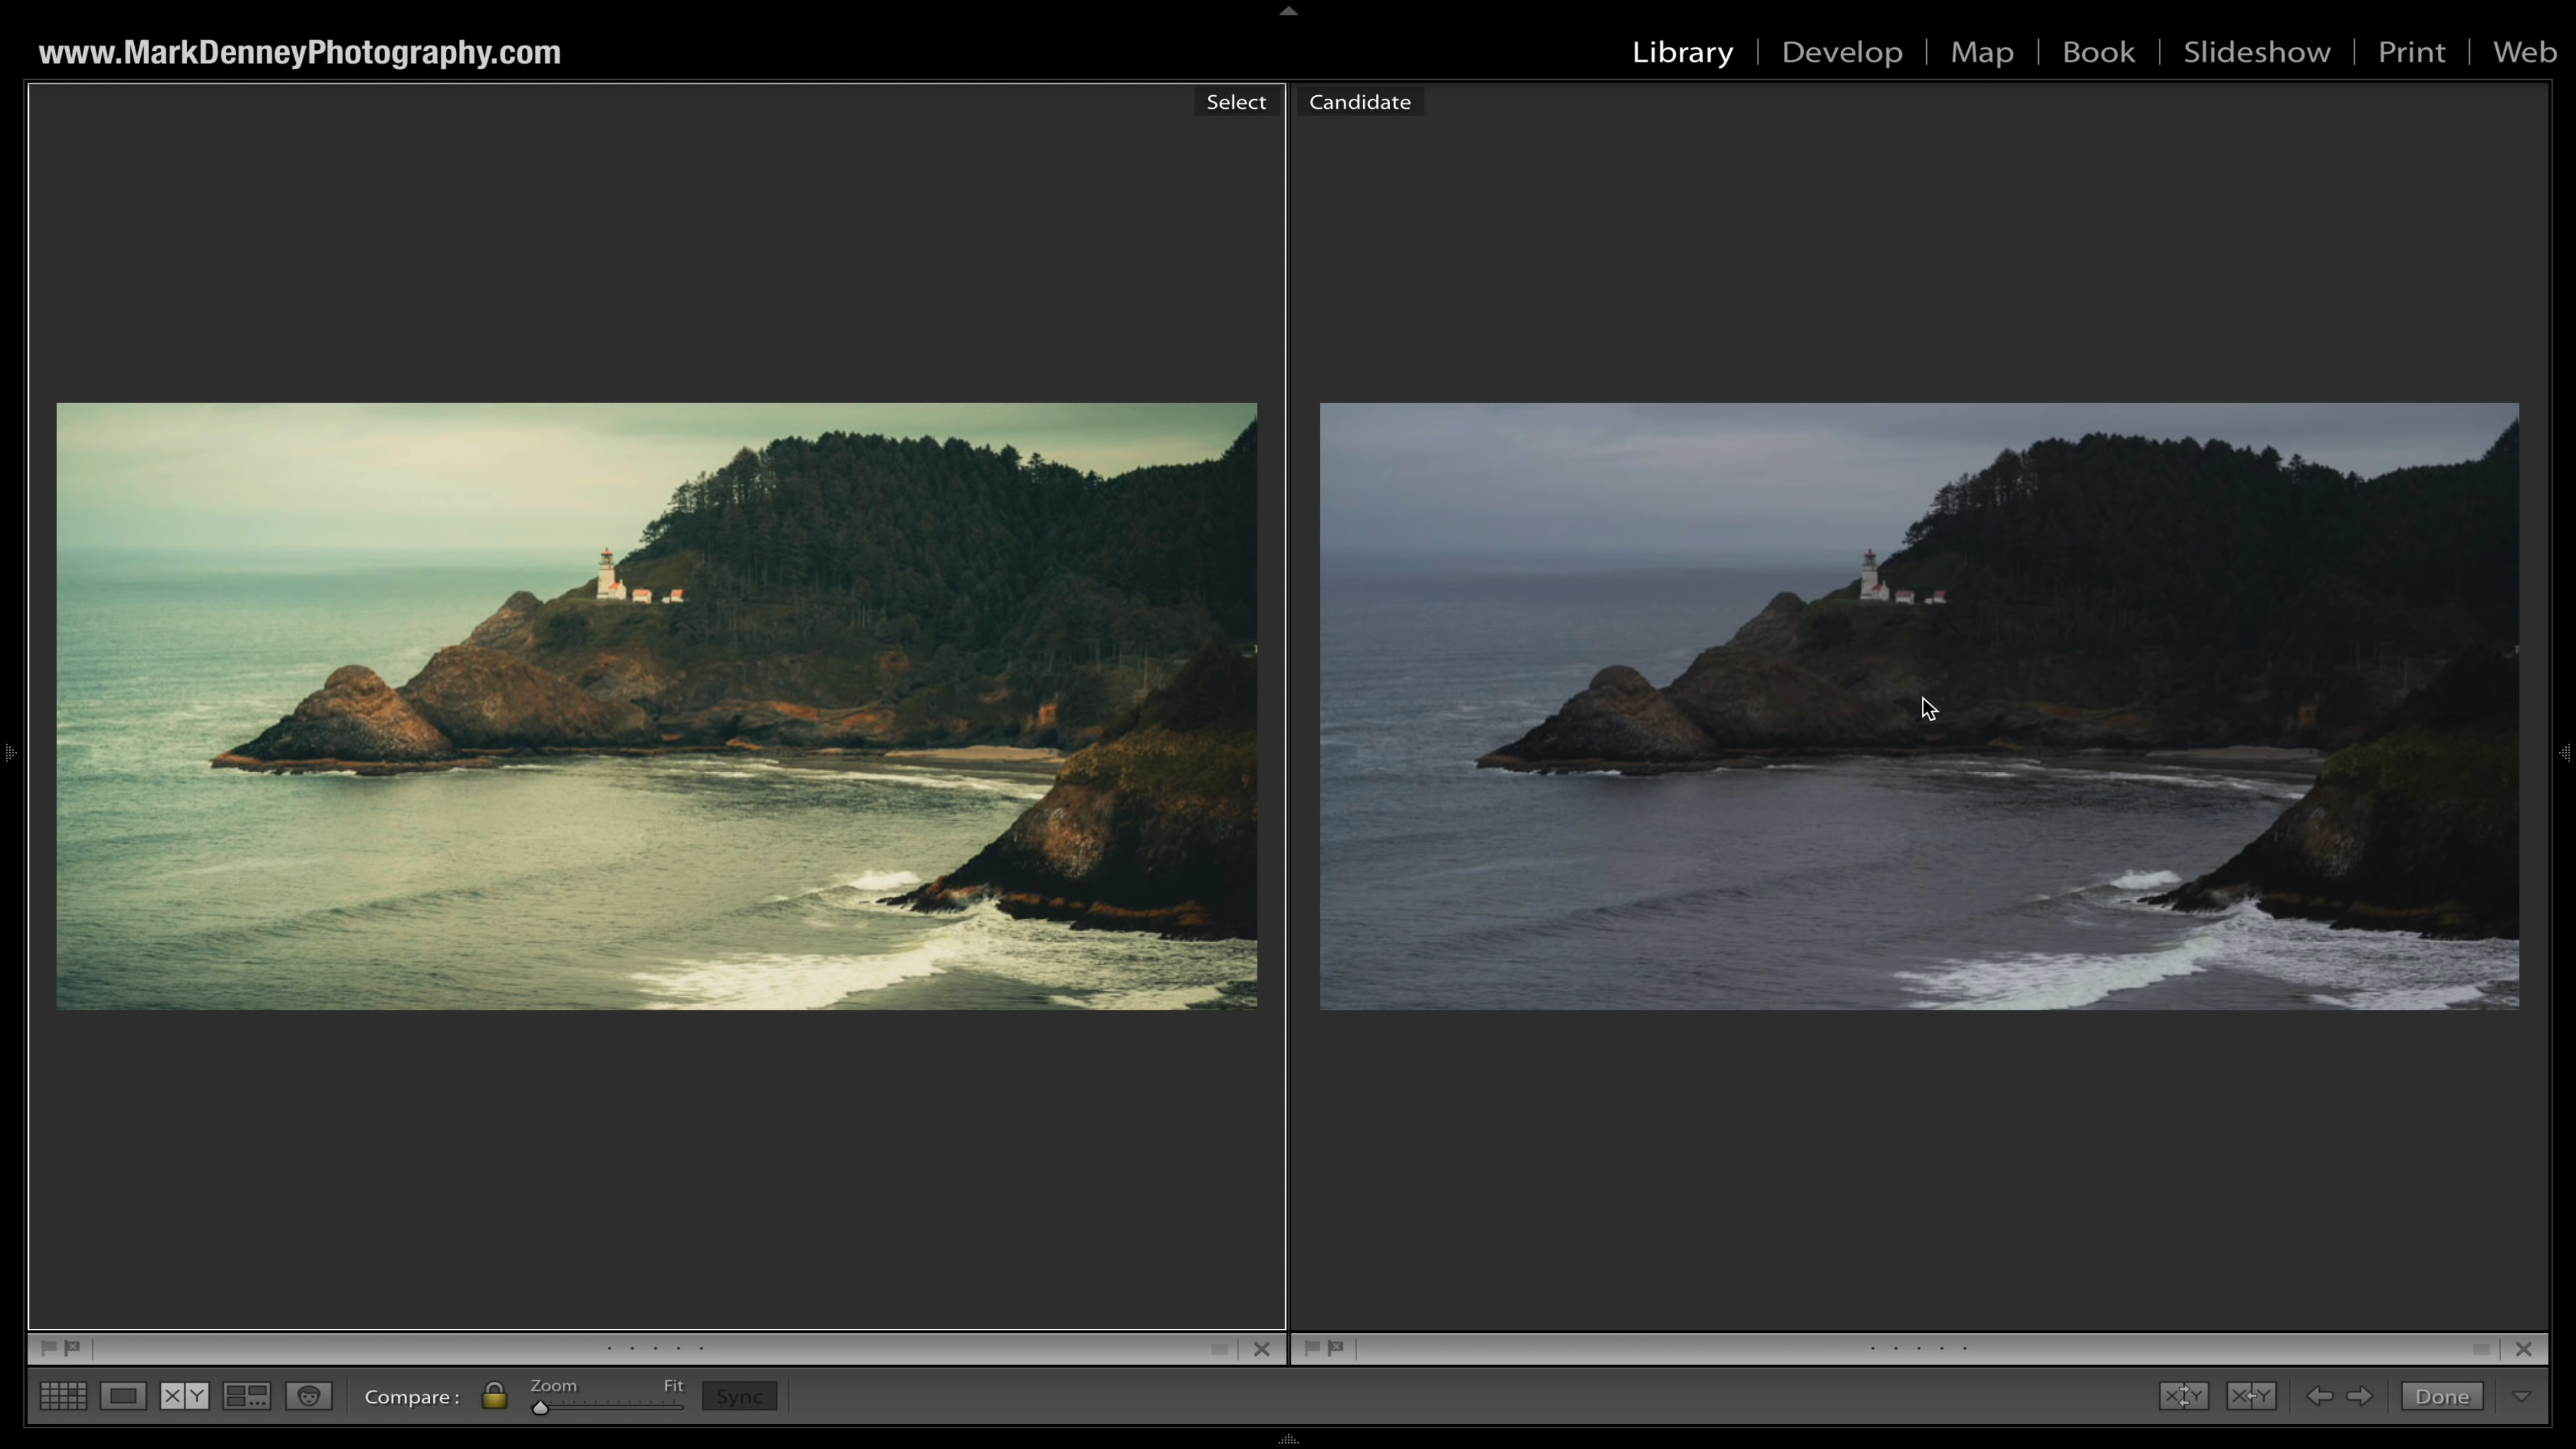 www.MarkDenneyPhotography.com
Library | Develop | Map | Book | Slideshow | Print | Web
Select
Candidate
X Y
Compare :
Zoom Fit
Sync
X Y
X Y
Done